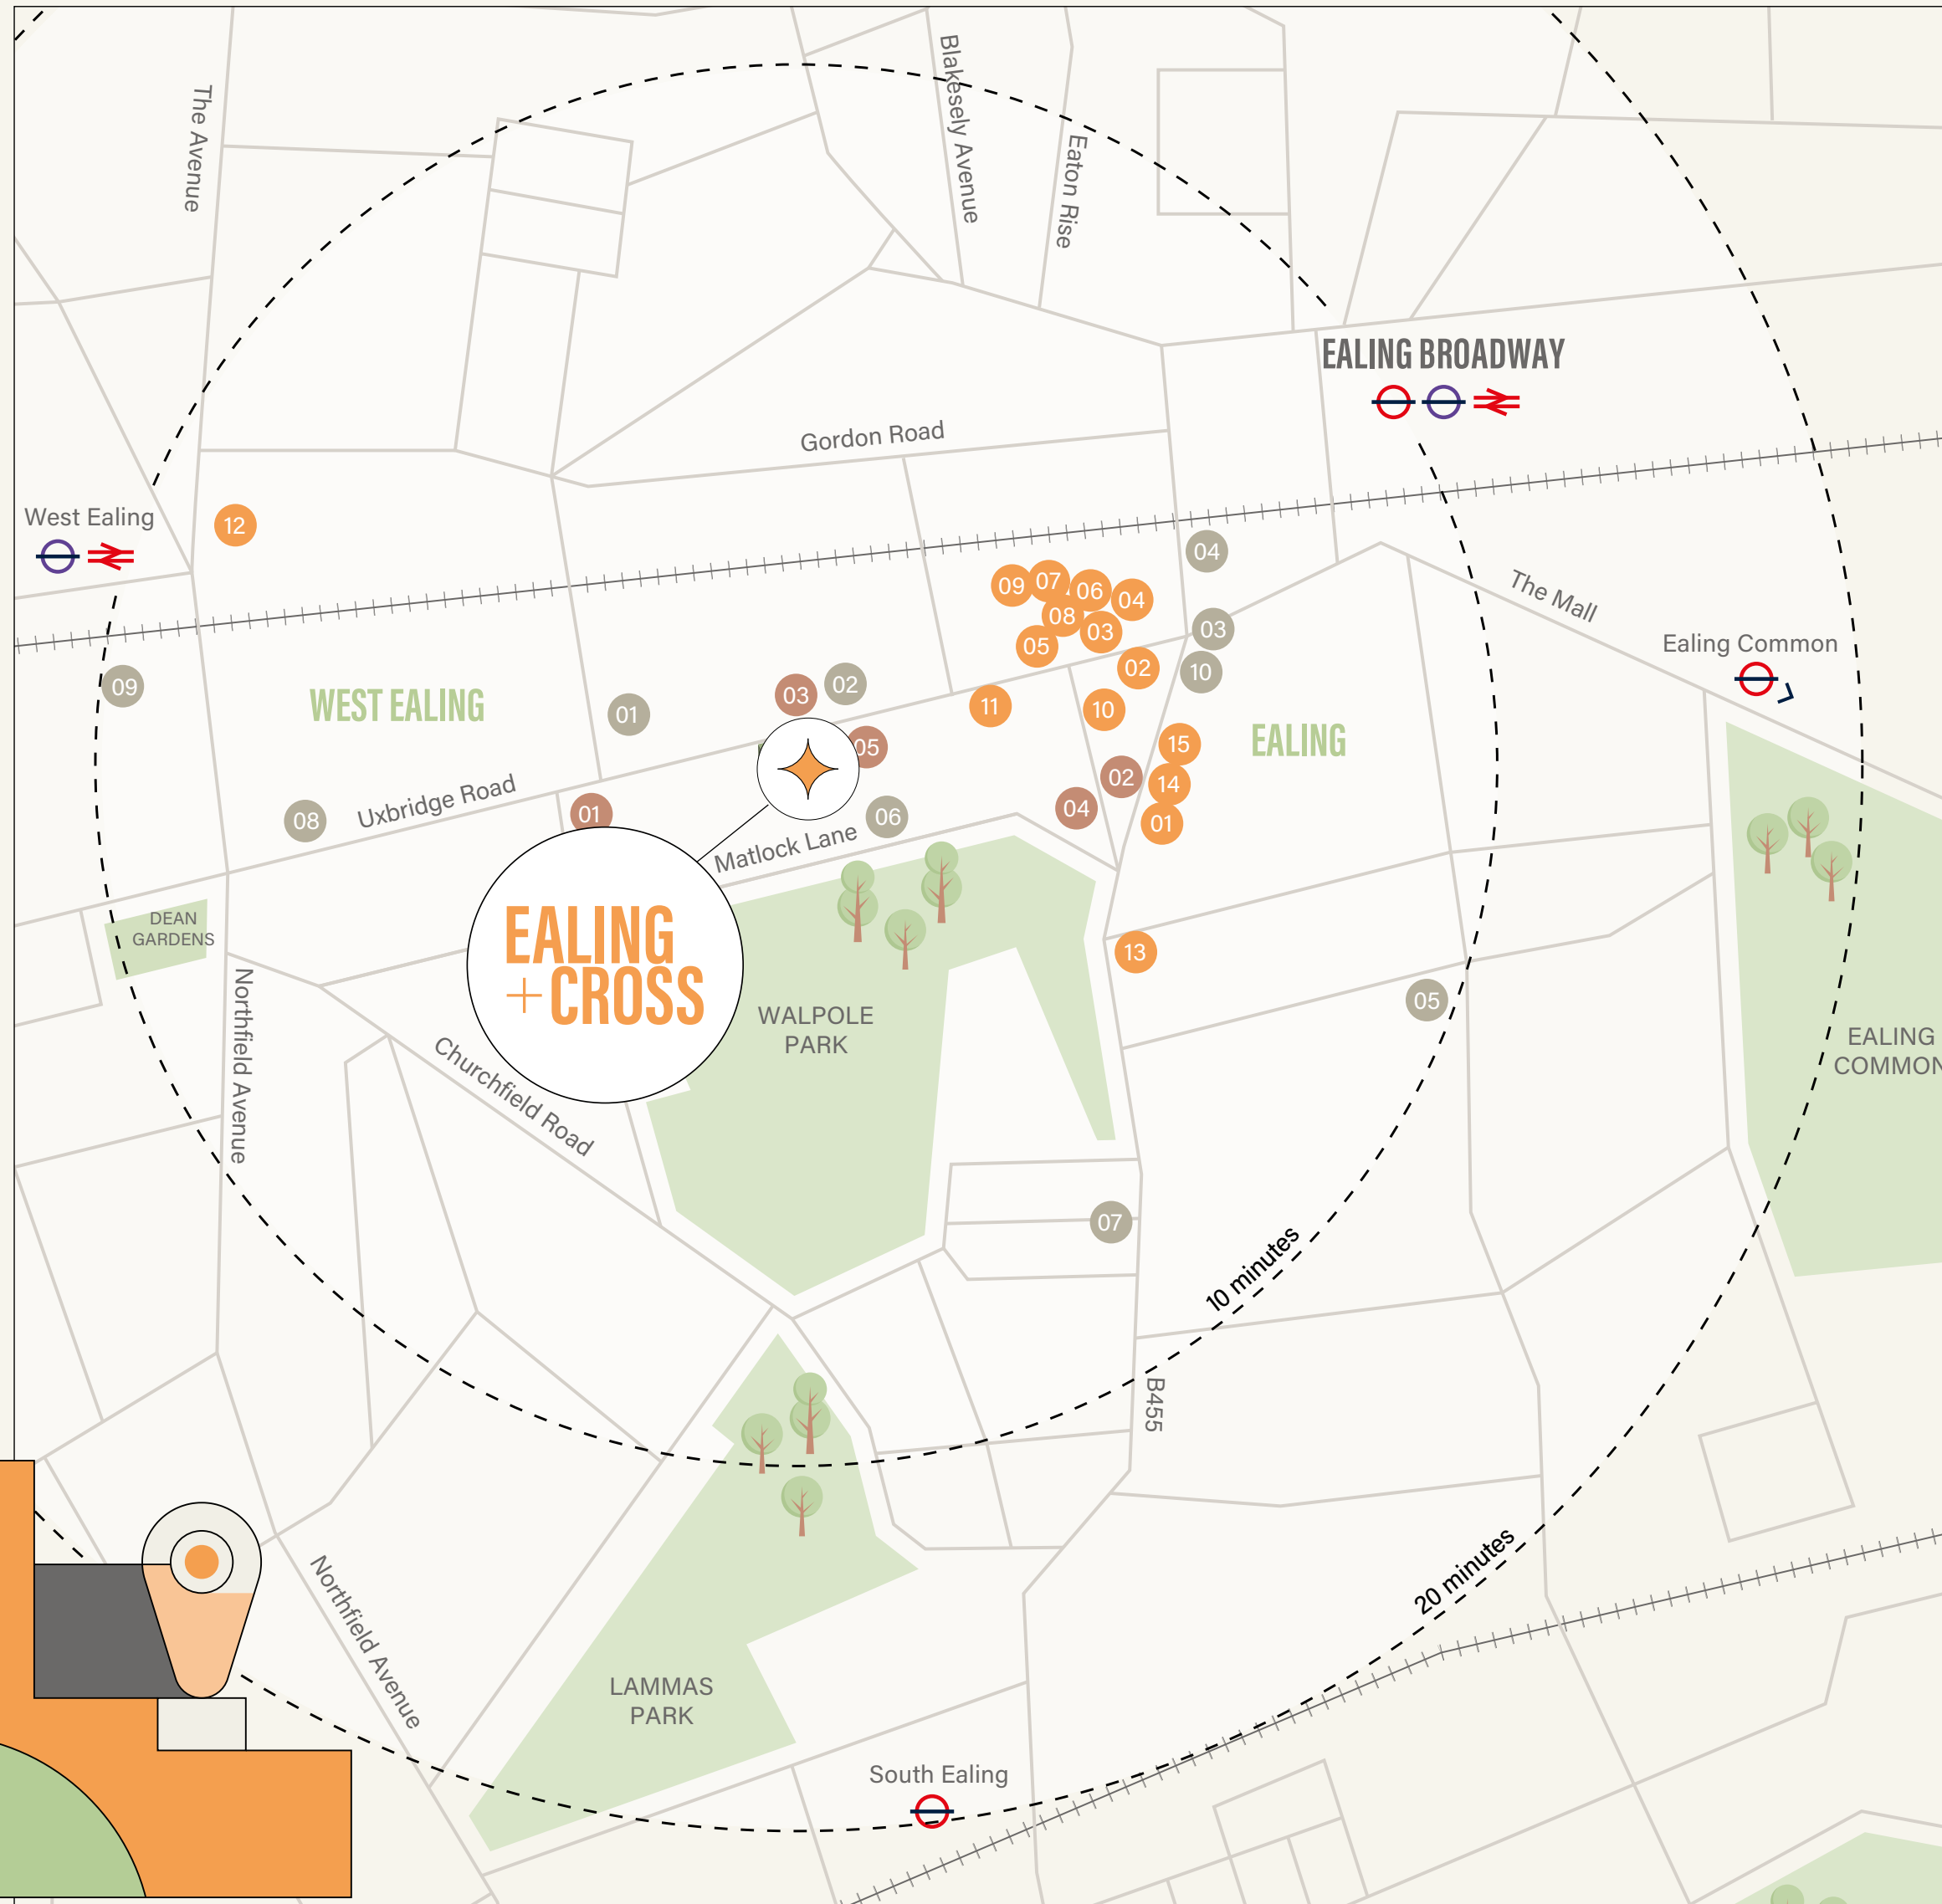 The Avenue
Blakesely Avenue
Eaton Rise
EALING BROADWAY
Gordon Road
West Ealing
12
04
09
07
06
04
08
03
05
03
02
10
The Mall
Ealing Common
09
WEST EALING
01
03
02
11
10
05
15
EALING
02
14
04
01
08
Uxbridge Road
01
06
Matlock Lane
DEAN
GARDENS
EALING
+CROSS
13
05
WALPOLE
PARK
EALING
COMMON
Northfield Avenue
Churchfield Road
07
10 minutes
B455
20 minutes
Northfield Avenue
LAMMAS
PARK
South Ealing